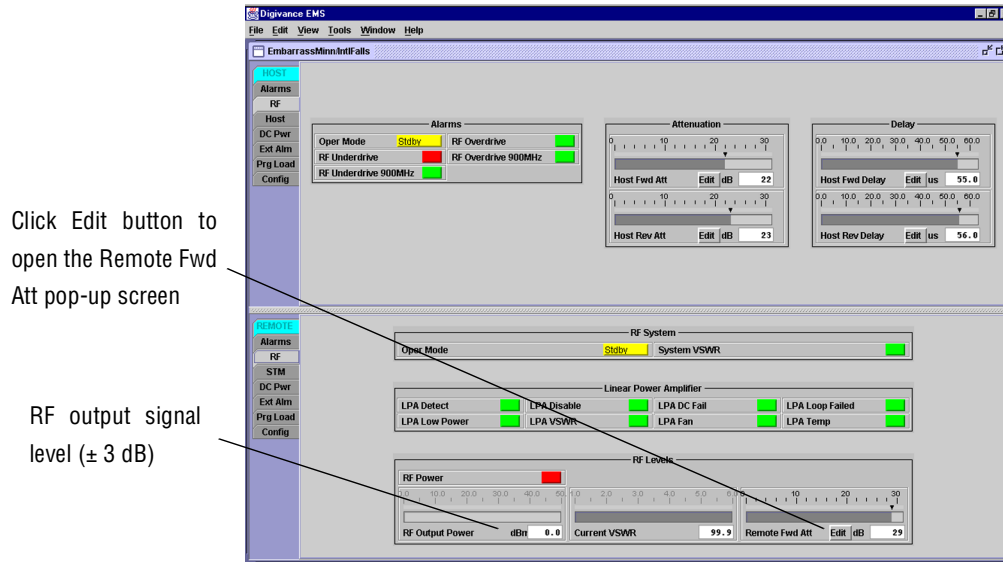 Digivance EMS
File Edit View Tools Window Help
EmbarrassMinn/IntlFalls
HOST
Alarms
RF
Host
DC Pwr
Ext Alm
Prg Load
Config
Alarms
Oper Mode Stdby RF Overdrive
RF Underdrive RF Overdrive 900MHz
RF Underdrive 900MHz
Attenuation
0 10 20 30
Host Fwd Att Edit dB 22
0 10 20 30
Host Rev Att Edit dB 23
Delay
0.0 10.0 20.0 30.0 40.0 50.0 60.0
Host Fwd Delay Edit us 55.0
0.0 10.0 20.0 30.0 40.0 50.0 60.0
Host Rev Delay Edit us 56.0
Click Edit button to
open the Remote Fwd
Att pop-up screen
RF output signal
level (± 3 dB)
REMOTE
Alarms
RF
STM
DC Pwr
Ext Alm
Prg Load
Config
RF System
Oper Mode Stdby System VSWR
Linear Power Amplifier
LPA Detect LPA Disable LPA DC Fail LPA Loop Failed
LPA Low Power LPA VSWR LPA Fan LPA Temp
RF Levels
RF Power
10.0 20.0 30.0 40.0
RF Output Power dBm 0.0
2.0 3.0 4.0 5.0
Current VSWR 99.9
10 20 30
Remote Fwd Att Edit dB 29